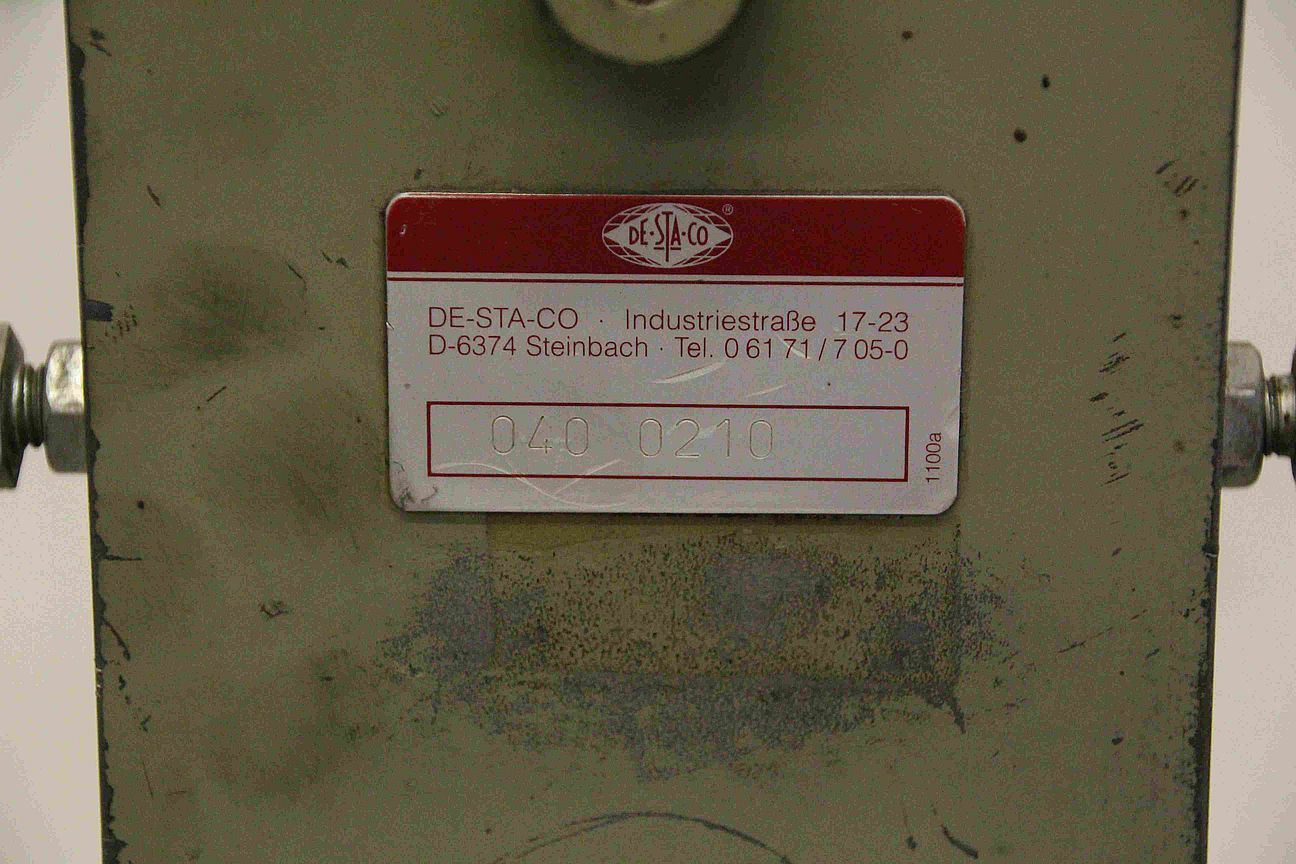 DE-STA-CO ®
DE-STA-CO · Industriestraße 17-23
D-6374 Steinbach · Tel. 0 61 71 / 7 05-0
040 0210
1100a